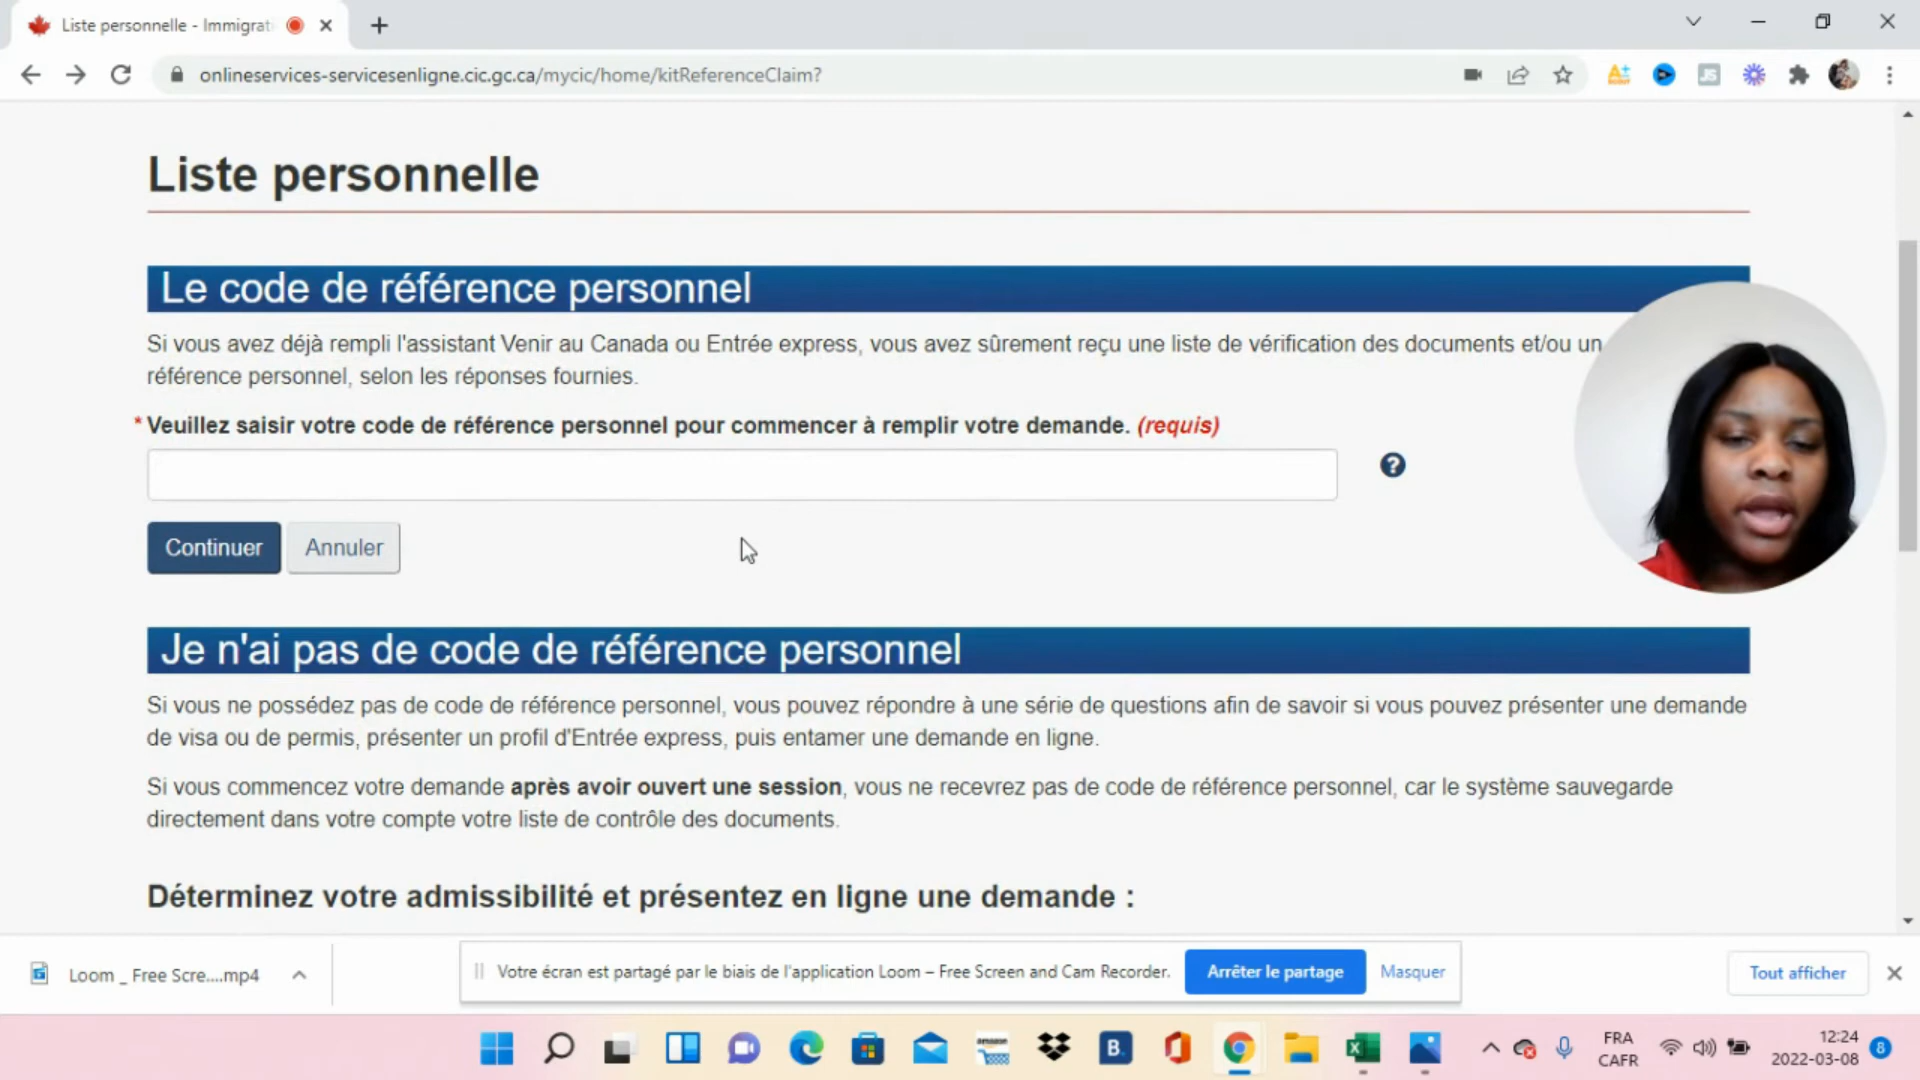 Liste personnelle - Immigrati
onlineservices-servicesenligne.cic.gc.ca/mycic/home/kitReferenceClaim?
Liste personnelle
Le code de référence personnel
Si vous avez déjà rempli l'assistant Venir au Canada ou Entrée express, vous avez sûrement reçu une liste de vérification des documents et/ou un
référence personnel, selon les réponses fournies.
* Veuillez saisir votre code de référence personnel pour commencer à remplir votre demande. (requis)
?
Continuer Annuler
Je n'ai pas de code de référence personnel
Si vous ne possédez pas de code de référence personnel, vous pouvez répondre à une série de questions afin de savoir si vous pouvez présenter une demande
de visa ou de permis, présenter un profil d'Entrée express, puis entamer une demande en ligne.
Si vous commencez votre demande après avoir ouvert une session, vous ne recevrez pas de code de référence personnel, car le système sauvegarde
directement dans votre compte votre liste de contrôle des documents.
Déterminez votre admissibilité et présentez en ligne une demande :
Loom _ Free Scre....mp4
Votre écran est partagé par le biais de l'application Loom – Free Screen and Cam Recorder.
Arrêter le partage
Masquer
Tout afficher
amazon
B.
FRA
CAFR
12:24
2022-03-08
8